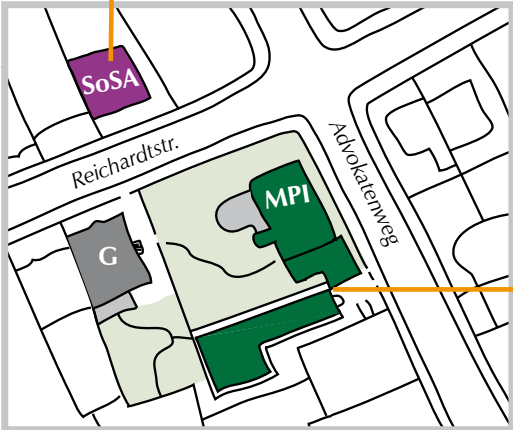 SoSA
Reichardtstr.
Advokatenweg
MPI
G